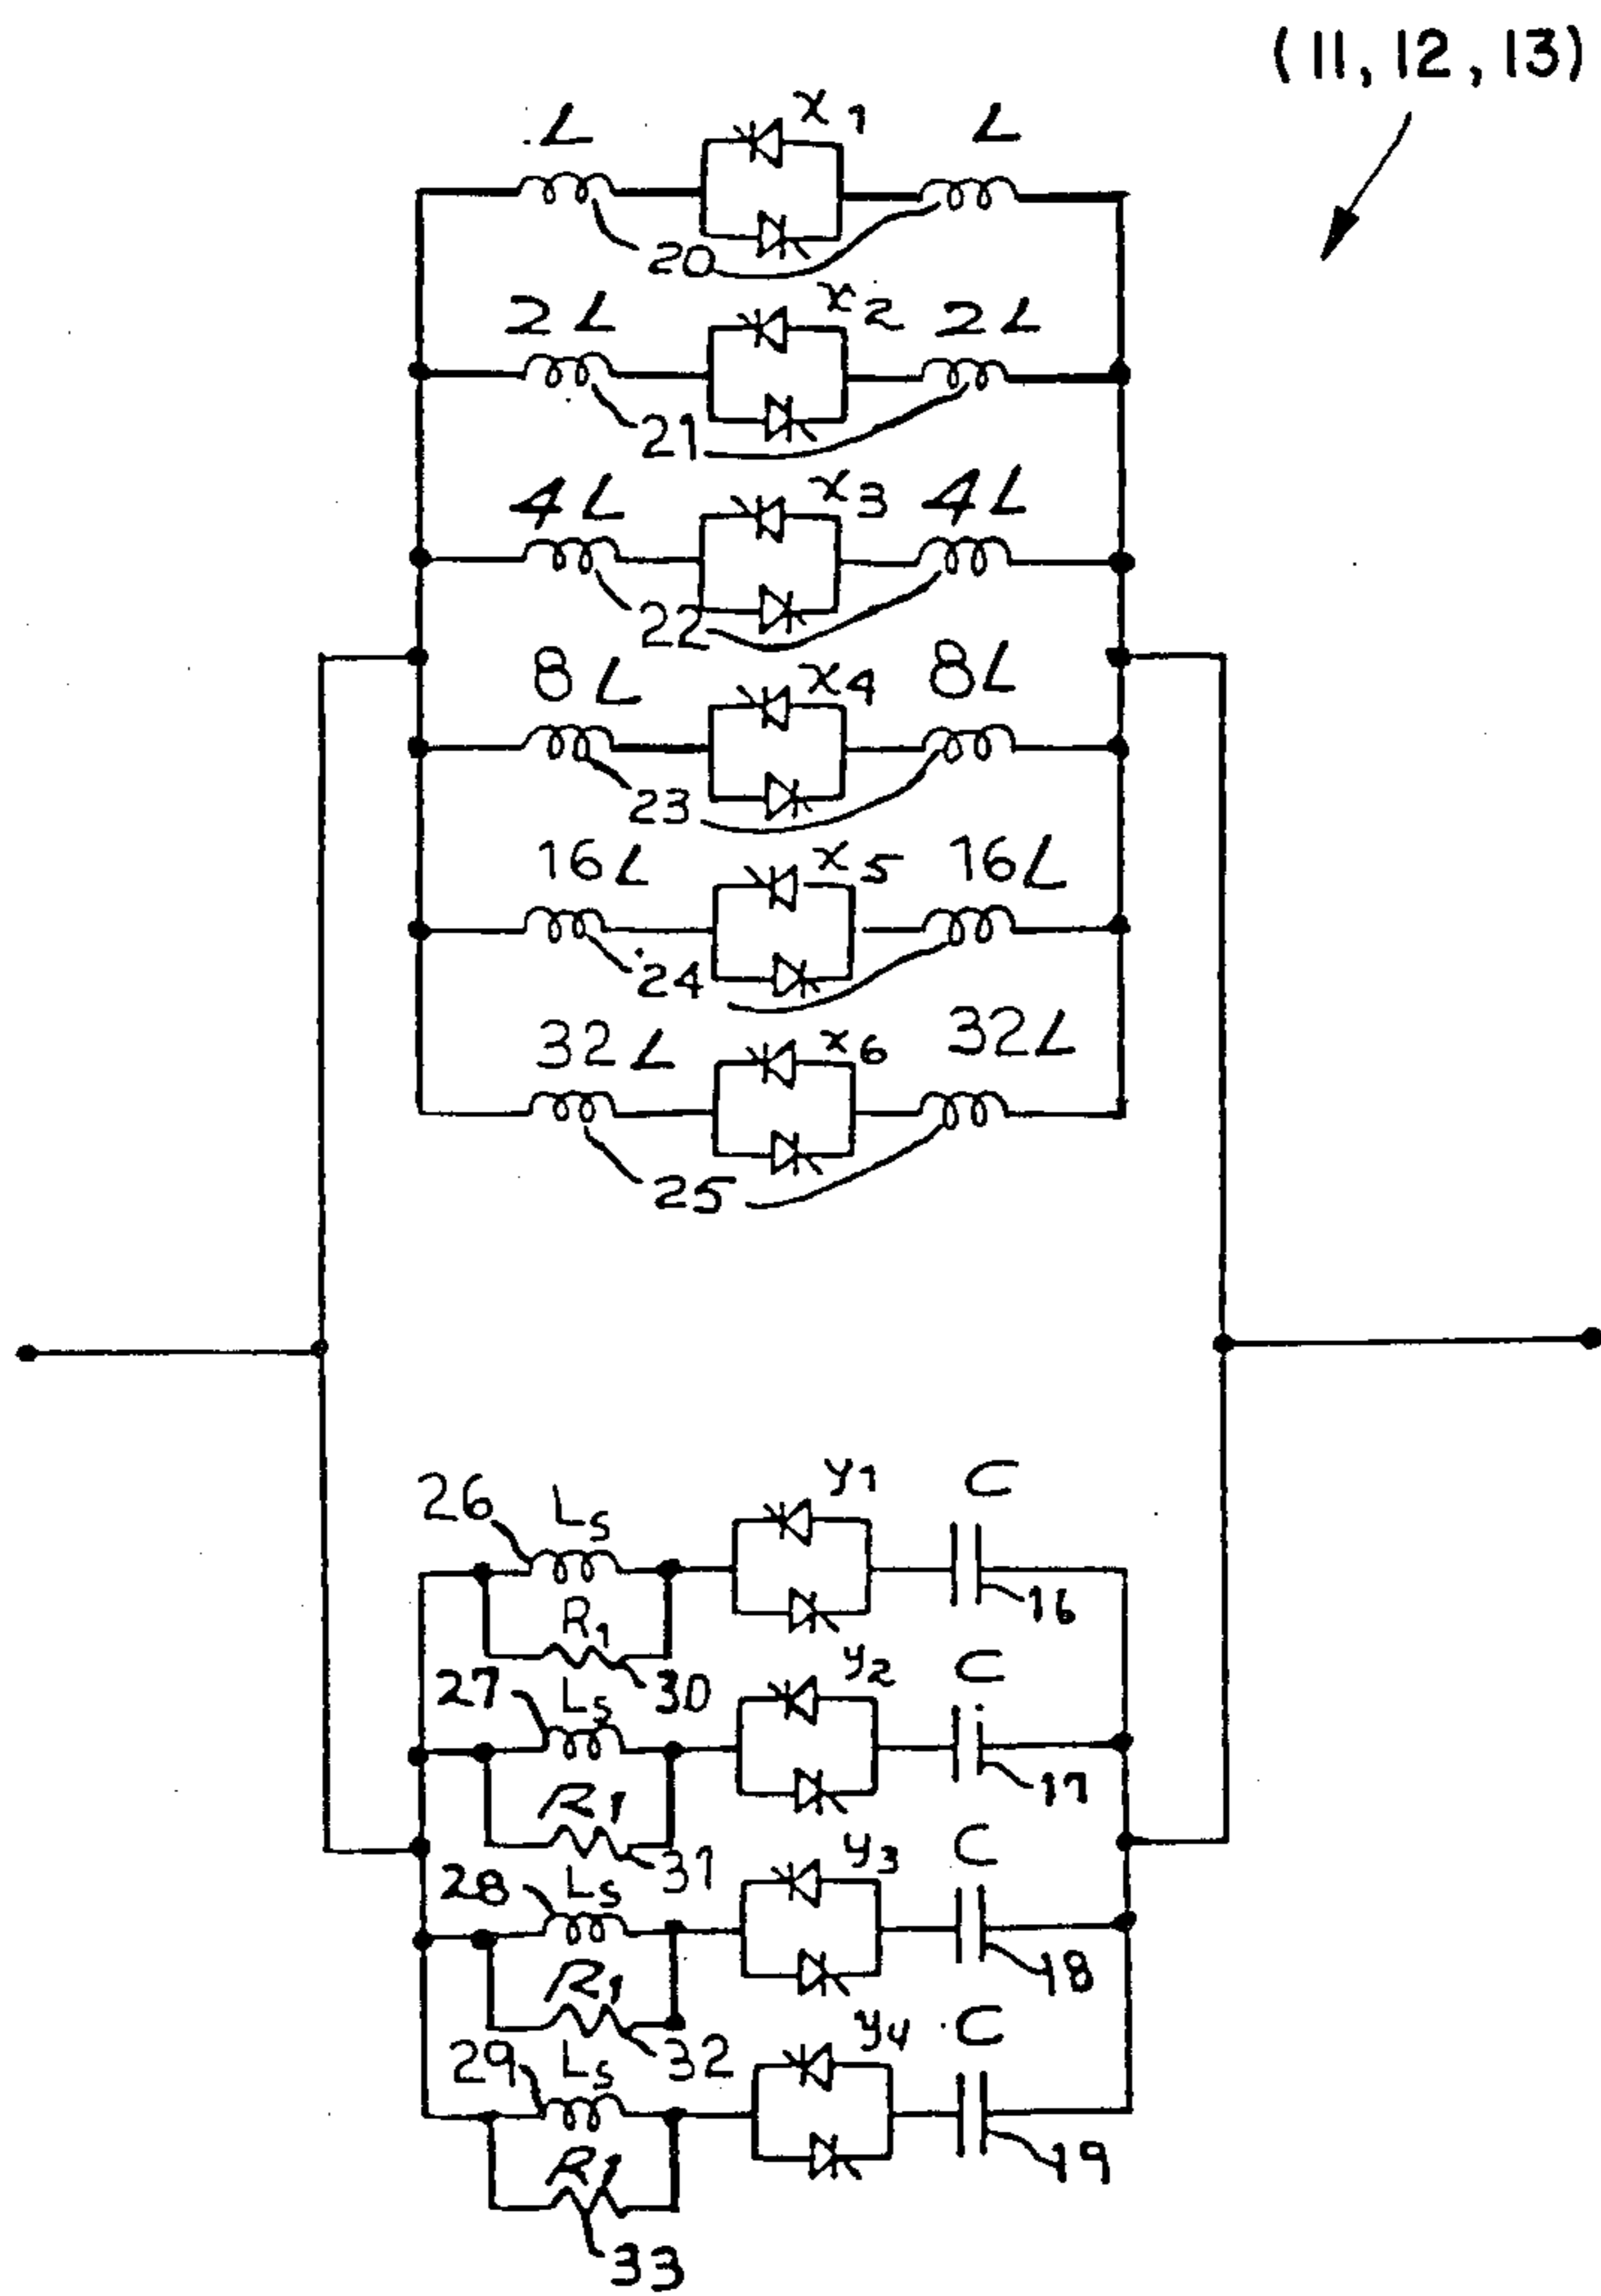 (11, 12, 13)
L x1 L
20
2L x2 2L
21
4L x3 4L
22
8L x4 8L
23
16L x5 16L
24
32L x6 32L
25
26 Ls y1 C
16
R1
30
27 Ls y2 C
17
R1
31
28 Ls y3 C
18
R1
32
29 Ls y4 C
19
R1
33